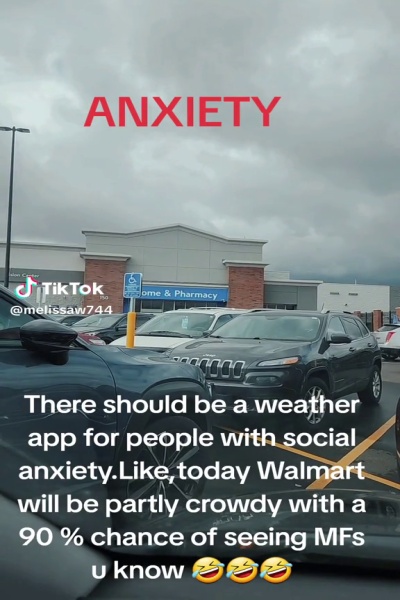 ANXIETY
ome & Pharmacy
TikTok
@melissaw744
There should be a weather
app for people with social
anxiety.Like,today Walmart
will be partly crowdy with a
90 % chance of seeing MFs
u know 🤣🤣🤣